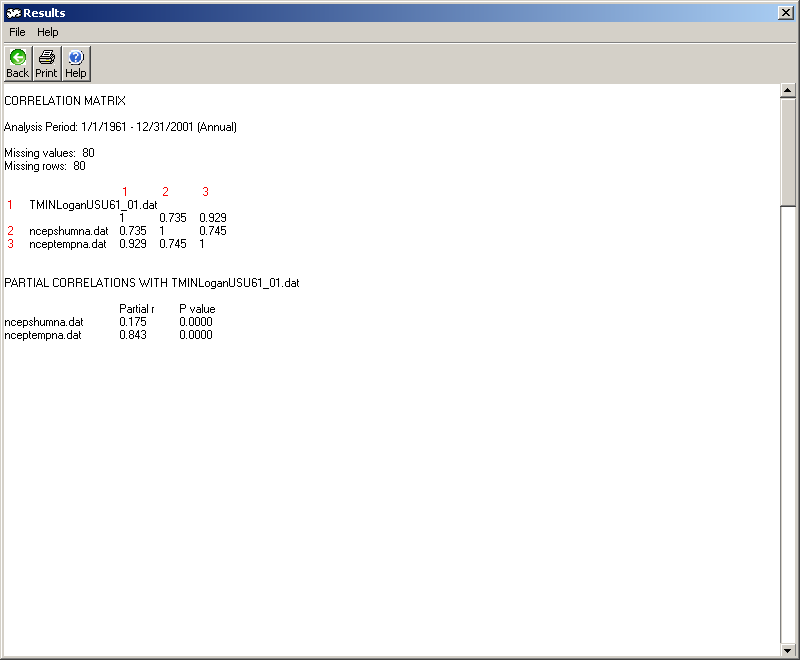 Results
File Help
Back Print Help
CORRELATION MATRIX
Analysis Period: 1/1/1961 - 12/31/2001 (Annual)
Missing values: 80
Missing rows: 80
1 2 3
1 TMINLoganUSU61_01.dat
1 0.735 0.929
2 ncepshumna.dat 0.735 1 0.745
3 nceptempna.dat 0.929 0.745 1
PARTIAL CORRELATIONS WITH TMINLoganUSU61_01.dat
Partial r P value
ncepshumna.dat 0.175 0.0000
nceptempna.dat 0.843 0.0000